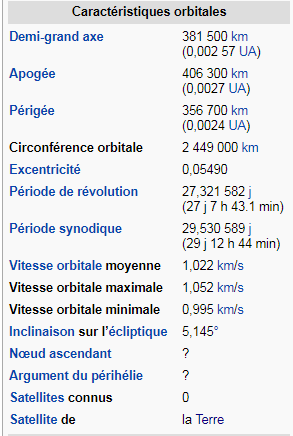 Caractéristiques orbitales
Demi-grand axe 381 500 km
(0,002 57 UA)
Apogée 406 300 km
(0,0027 UA)
Périgée 356 700 km
(0,0024 UA)
Circonférence orbitale 2 449 000 km
Excentricité 0,05490
Période de révolution 27,321 582 j
(27 j 7 h 43.1 min)
Période synodique 29,530 589 j
(29 j 12 h 44 min)
Vitesse orbitale moyenne 1,022 km/s
Vitesse orbitale maximale 1,052 km/s
Vitesse orbitale minimale 0,995 km/s
Inclinaison sur l'écliptique 5,145°
Nœud ascendant ?
Argument du périhélie ?
Satellites connus 0
Satellite de la Terre